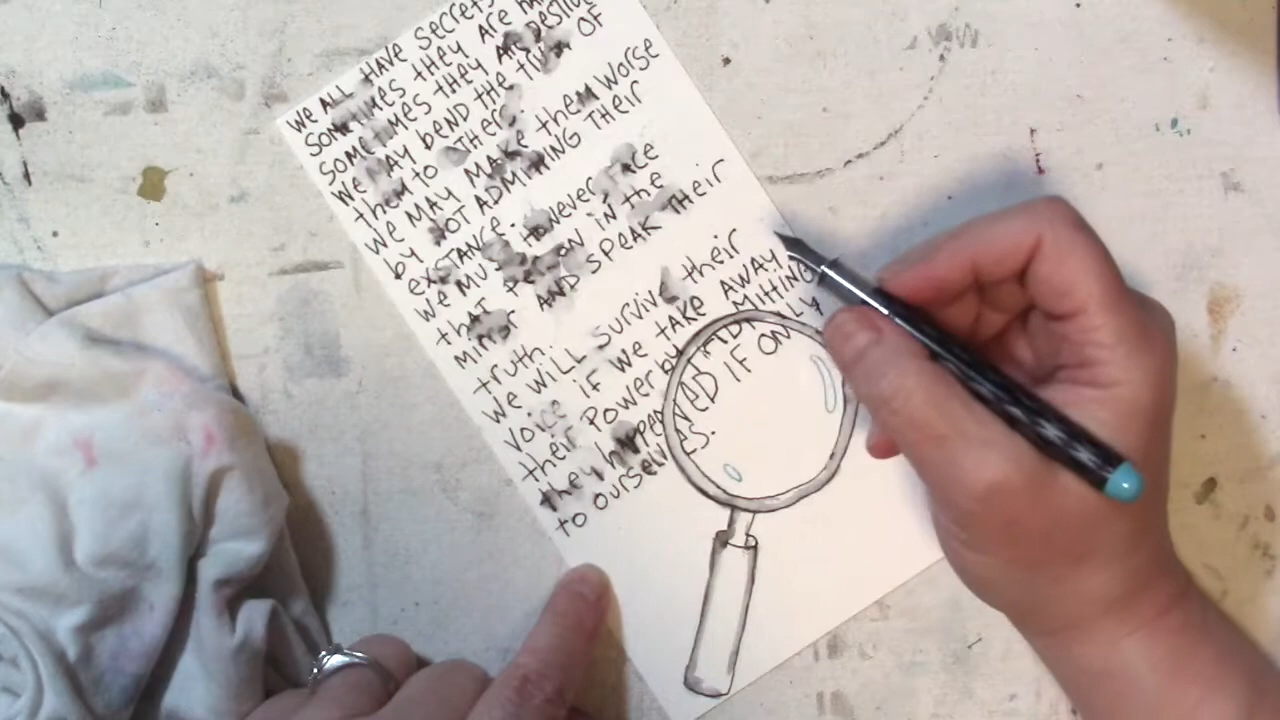 We ALL HAVE Secrets
SOMETIMES THEY ARE
SOMETIMES THEY ARE
We MAY BEND THE OF
them to OTHERS.
We MAY MAKE them Worse
by NOT ADMITTING THEIR
EXISTANCE. However Face
We MUST
that PERSON IN the
Mirror AND SPEAK their
truth.
We WILL Survive their
Voice IF WE TAKE AWAY
their Power by ADMITTING
they HAPPENED IF ONLY
to OURSELVES.